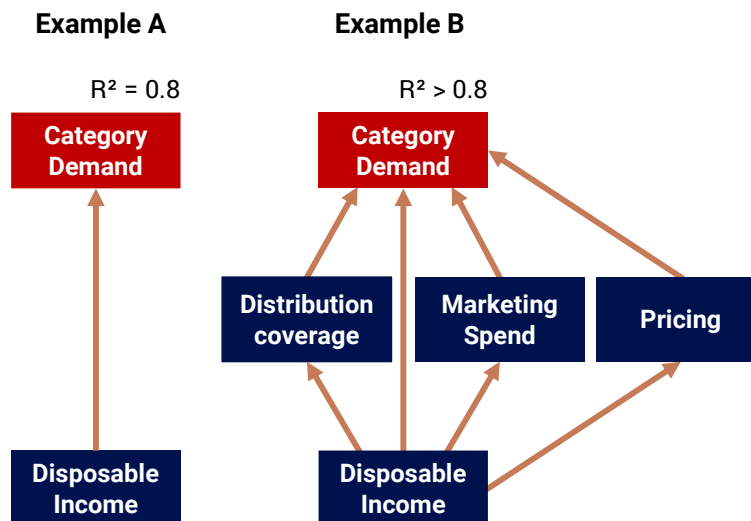 Example A
Example B
R² = 0.8
R² > 0.8
Category
Demand
Category
Demand
Distribution
coverage
Marketing
Spend
Pricing
Disposable
Income
Disposable
Income